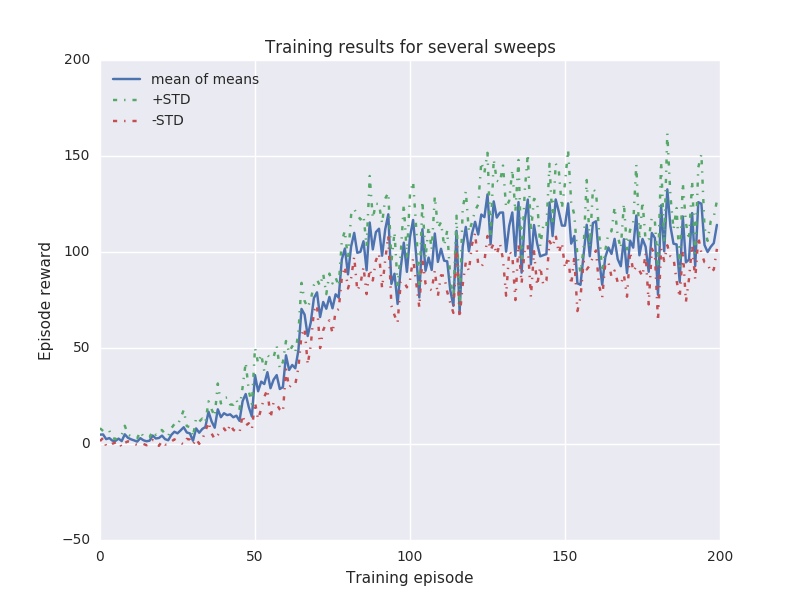 Training results for several sweeps
200
150
100
50
0
−50
mean of means
+STD
-STD
Episode reward
0 50 100 150 200
Training episode